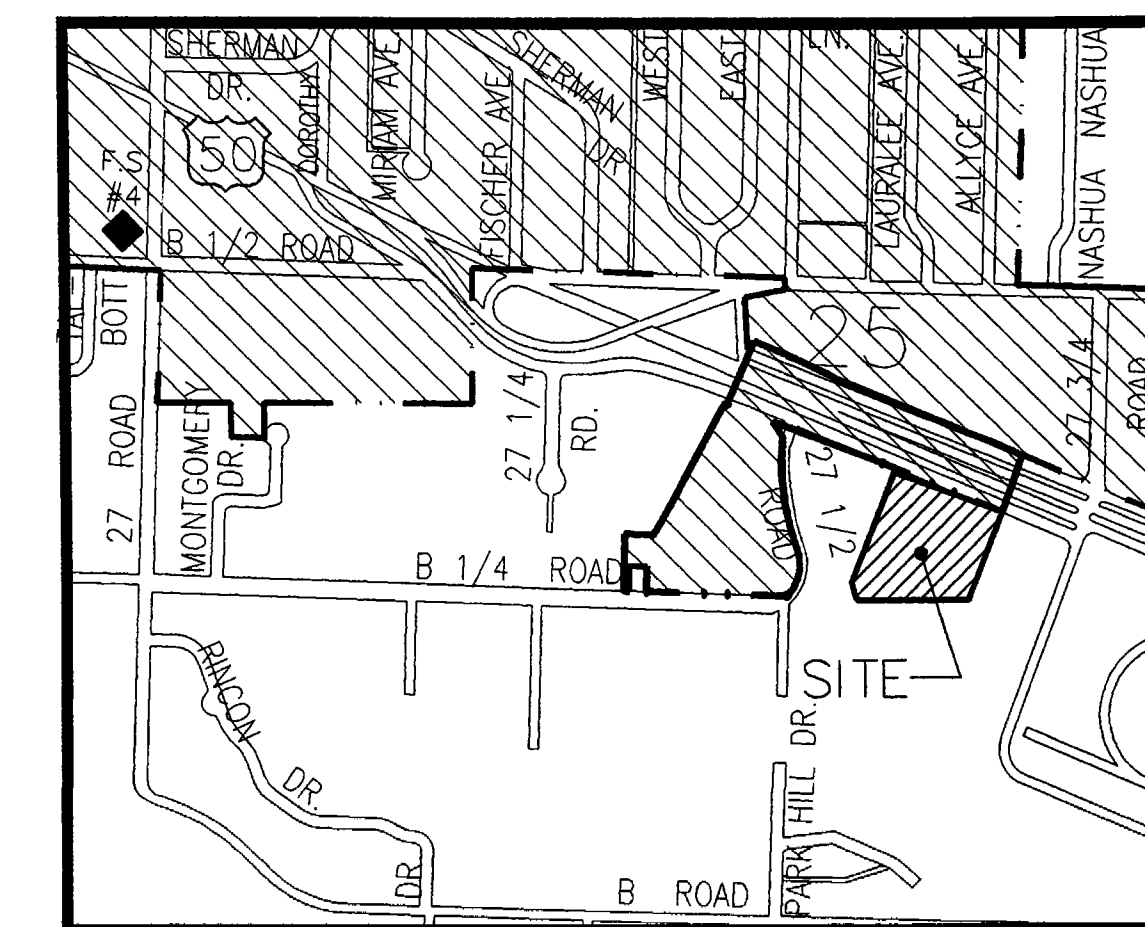 SHERMAN
DR.
DOROTHY
MIRIAM AVE.
FISCHER AVE.
SHERMAN
DR.
WEST
EAST
LN.
LAURALEE AVE.
ALLYCE AVE.
NASHUA
NASHUA
50
F.S.
#4
B 1/2 ROAD
25
BOTT
27 ROAD
MONTGOMERY
DR.
27 1/4
RD.
27 1/2
ROAD
27 3/4
ROAD
B 1/4 ROAD
SITE
RINCON
DR.
DR.
PARK HILL DR.
B ROAD